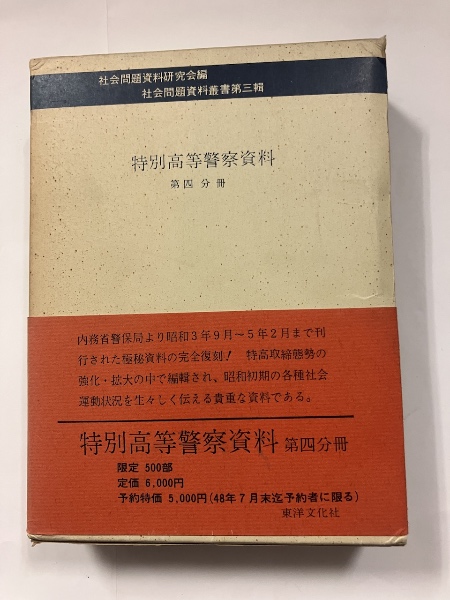 社会問題資料研究会編
社会問題資料叢書第三輯
特別高等警察資料
第四分冊
内務省警保局より昭和3年9月～5年2月まで刊
行された極秘資料の完全復刻！ 特高取締態勢の
強化・拡大の中で編輯され、昭和初期の各種社会
運動状況を生々しく伝える貴重な資料である。
特別高等警察資料 第四分冊
限定 500部
定価 6,000円
予約特価 5,000円(48年7月末迄予約者に限る)
東洋文化社